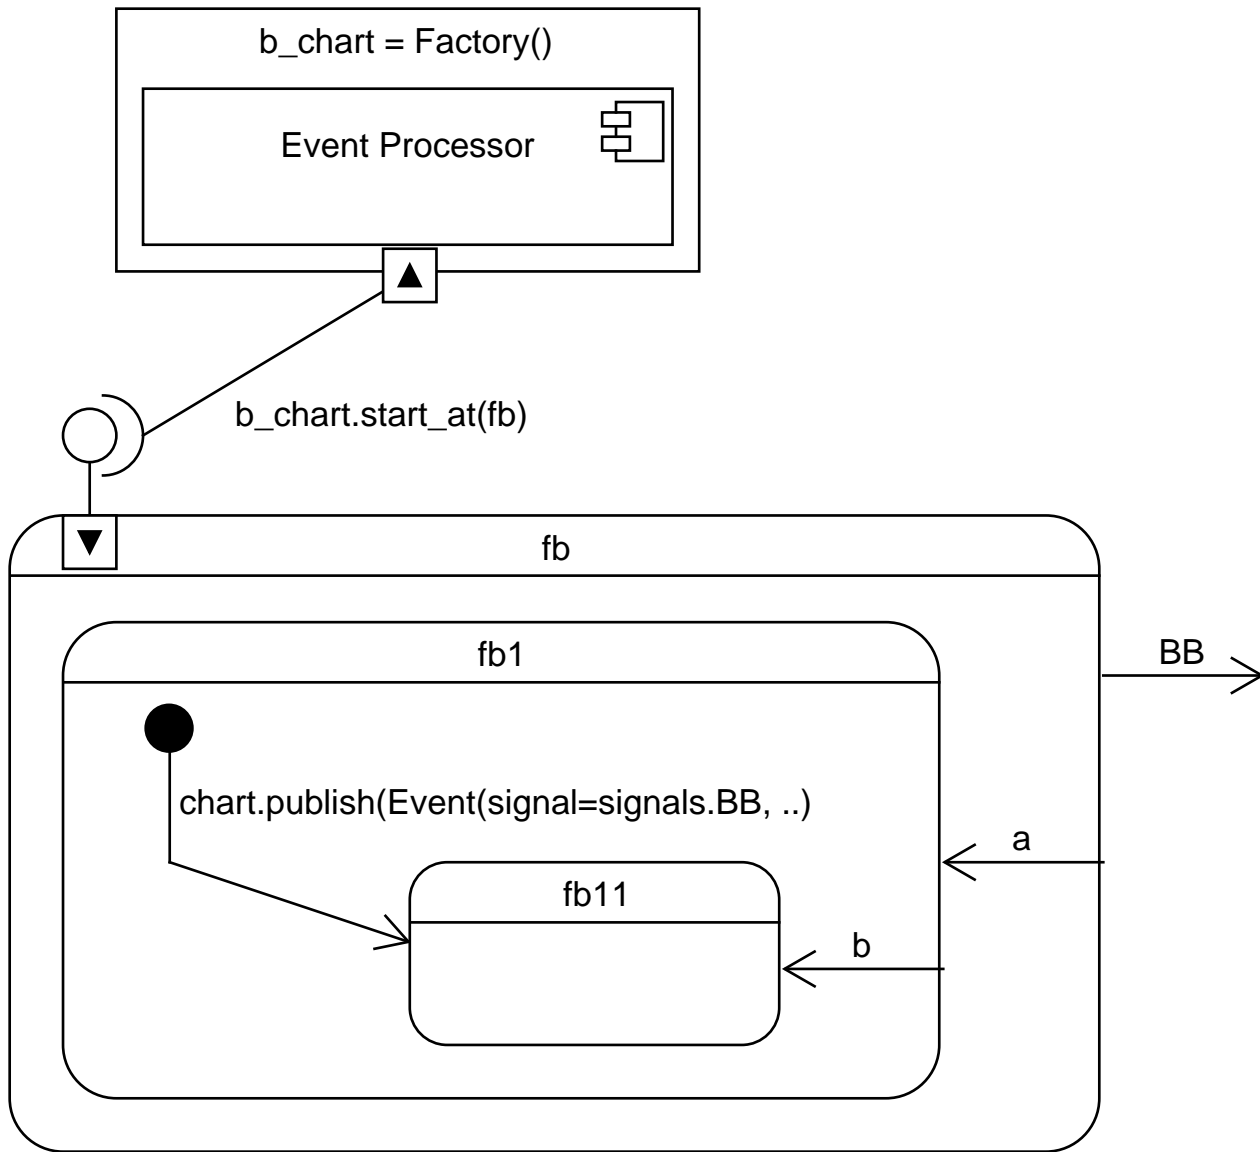 b_chart = Factory()
Event Processor
b_chart.start_at(fb)
fb
fb1
BB
chart.publish(Event(signal=signals.BB, ..)
a
fb11
b